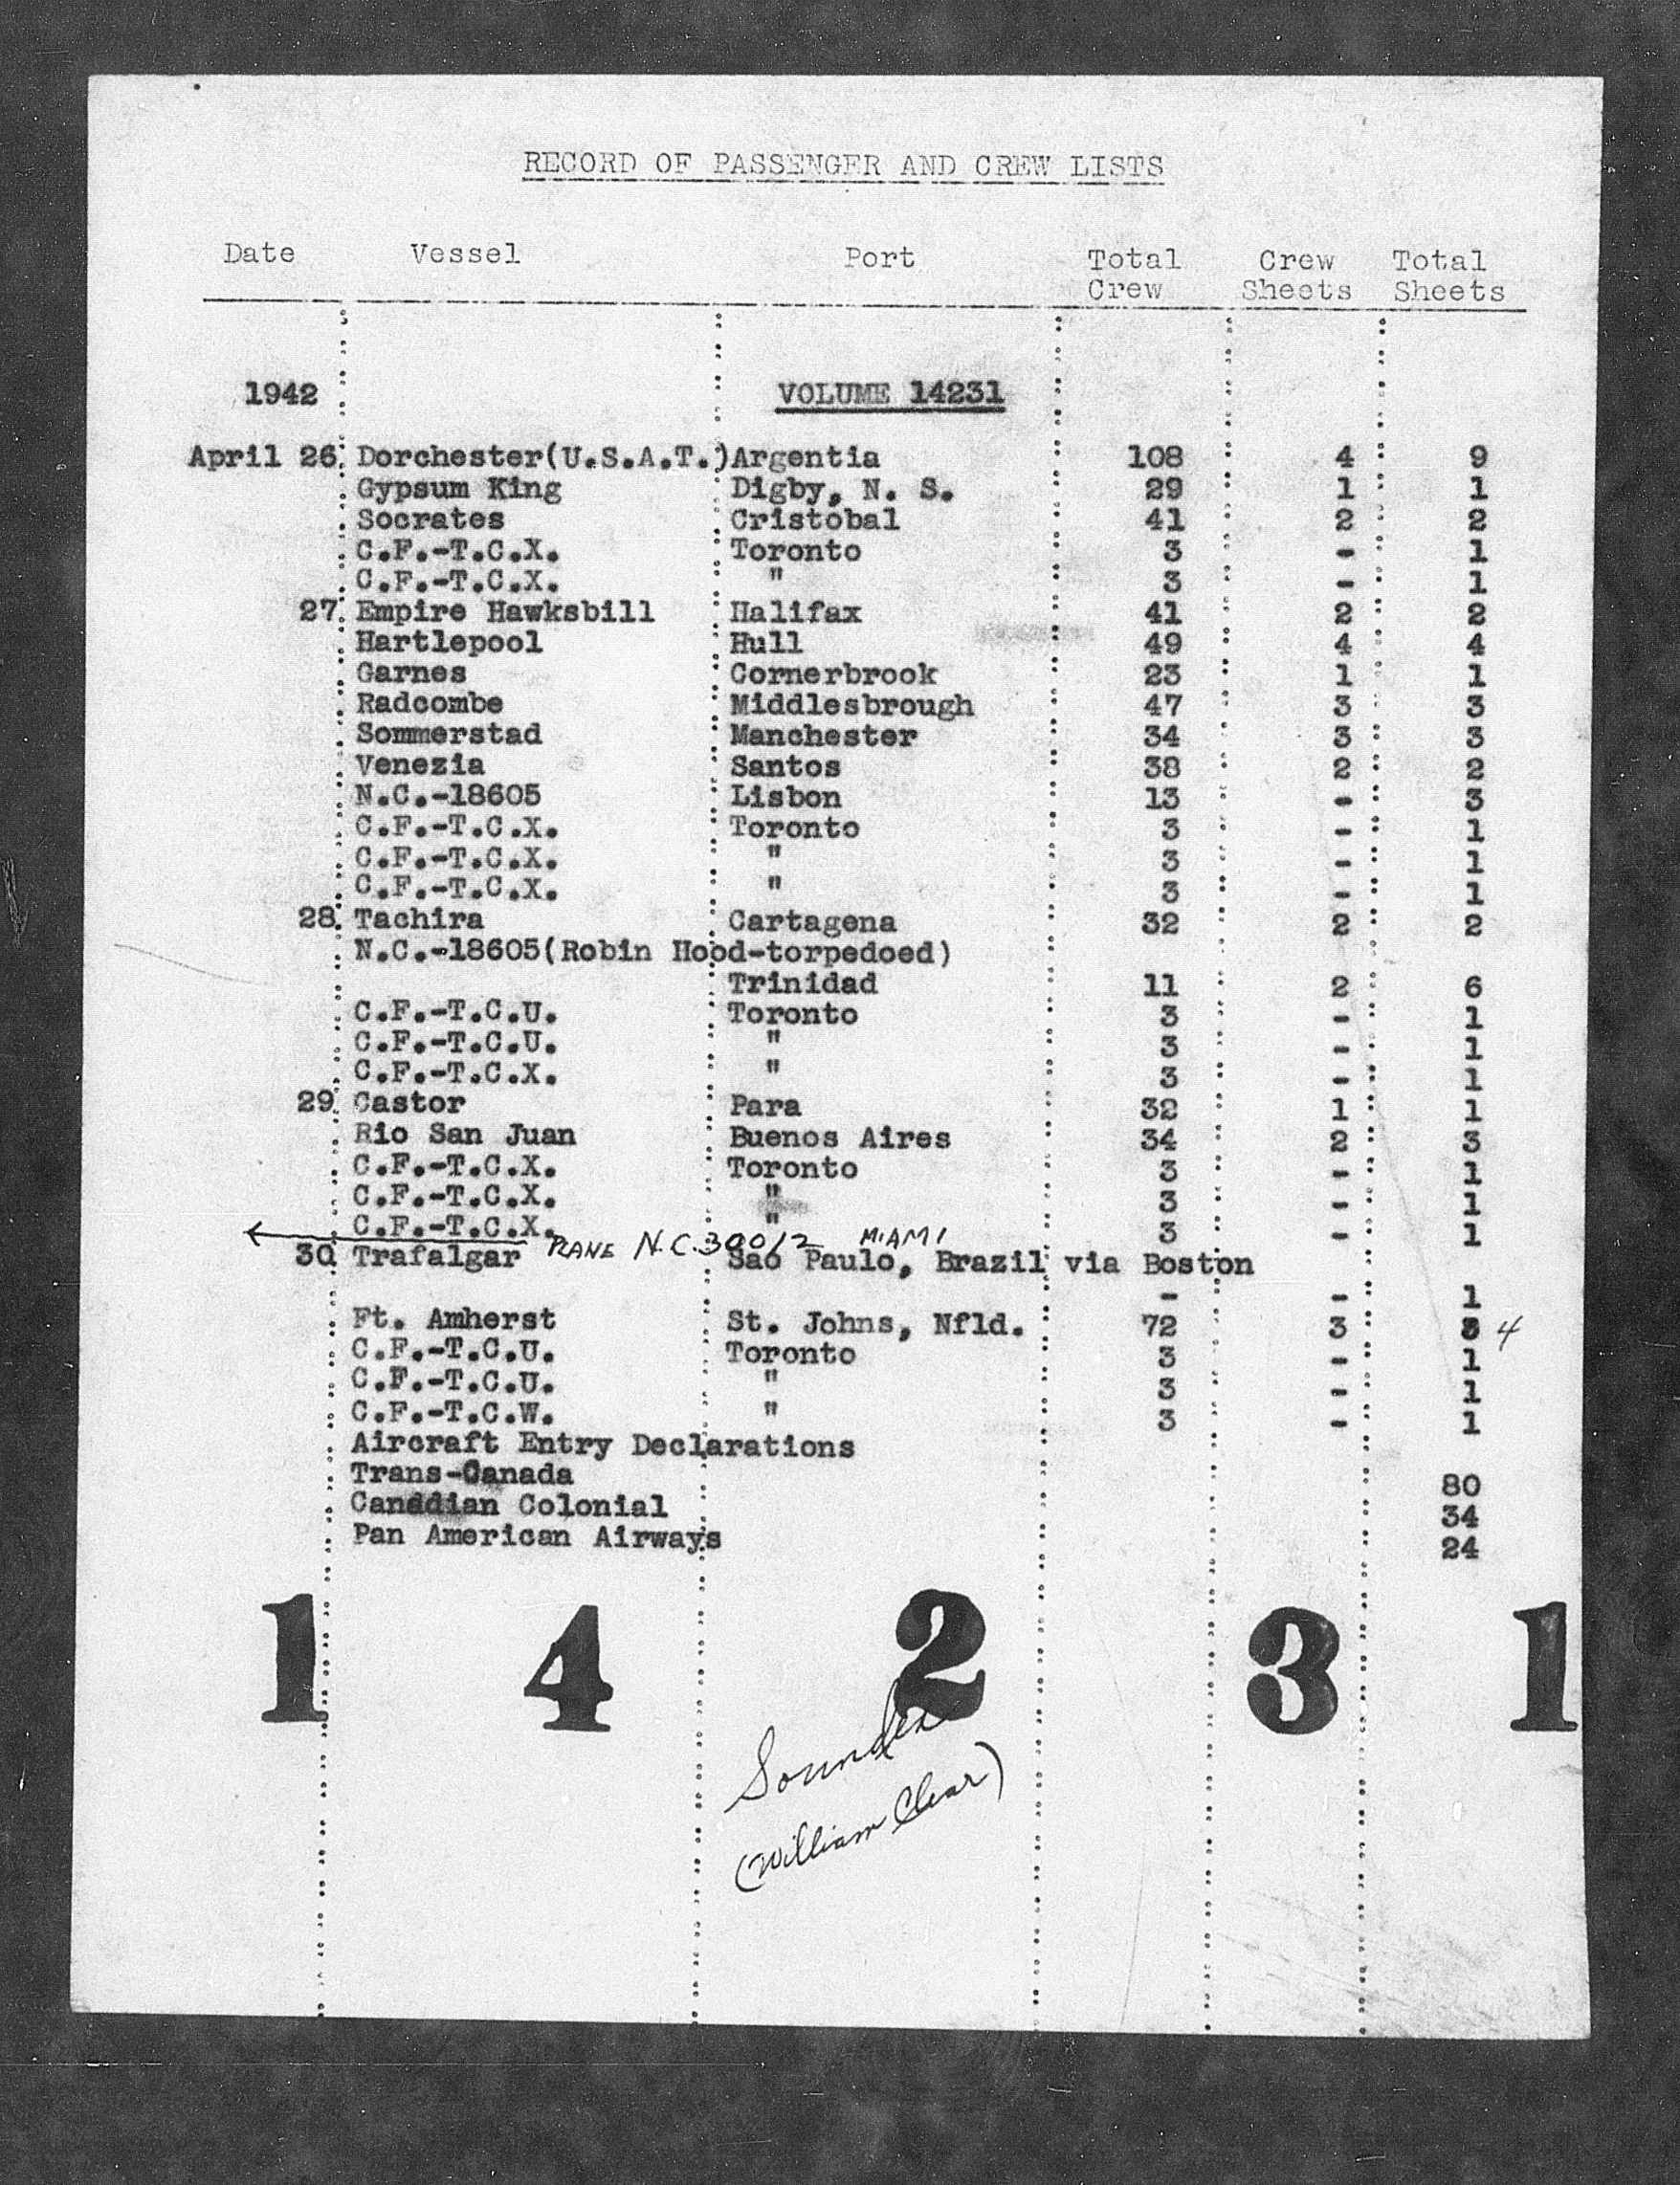 RECORD OF PASSENGER AND CREW LISTS
Date Vessel Port Total Crew Crew Sheets Total Sheets
1942 VOLUME 14231
April 26 Dorchester(U.S.A.T.) Argentia 108 4 9
Gypsum King Digby, N. S. 29 1 1
Socrates Cristobal 41 2 2
C.F.-T.C.X. Toronto 3 - 1
C.F.-T.C.X. " 3 - 1
27 Empire Hawksbill Halifax 41 2 2
Hartlepool Hull 49 4 4
Garnes Cornerbrook 23 1 1
Radcombe Middlesbrough 47 3 3
Sommerstad Manchester 34 3 3
Venezia Santos 38 2 2
N.C.-18605 Lisbon 13 - 3
C.F.-T.C.X. Toronto 3 - 1
C.F.-T.C.X. " 3 - 1
C.F.-T.C.X. " 3 - 1
28 Tachira Cartagena 32 2 2
N.C.-18605(Robin Hood-torpedoed)
Trinidad 11 2 6
C.F.-T.C.U. Toronto 3 - 1
C.F.-T.C.U. " 3 - 1
C.F.-T.C.X. " 3 - 1
29 Castor Para 32 1 1
Rio San Juan Buenos Aires 34 2 3
C.F.-T.C.X. Toronto 3 - 1
C.F.-T.C.X. " 3 - 1
C.F.-T.C.X. " 3 - 1
PLANE N.C. 30012 MIAMI
30 Trafalgar Sao Paulo, Brazil via Boston
- - 1
Ft. Amherst St. Johns, Nfld. 72 3 3 4
C.F.-T.C.U. Toronto 3 - 1
C.F.-T.C.U. " 3 - 1
C.F.-T.C.W. " 3 - 1
Aircraft Entry Declarations
Trans-Canada 80
Canadian Colonial 34
Pan American Airways 24
1 4 2 3 1
Soundex
(William Clear)